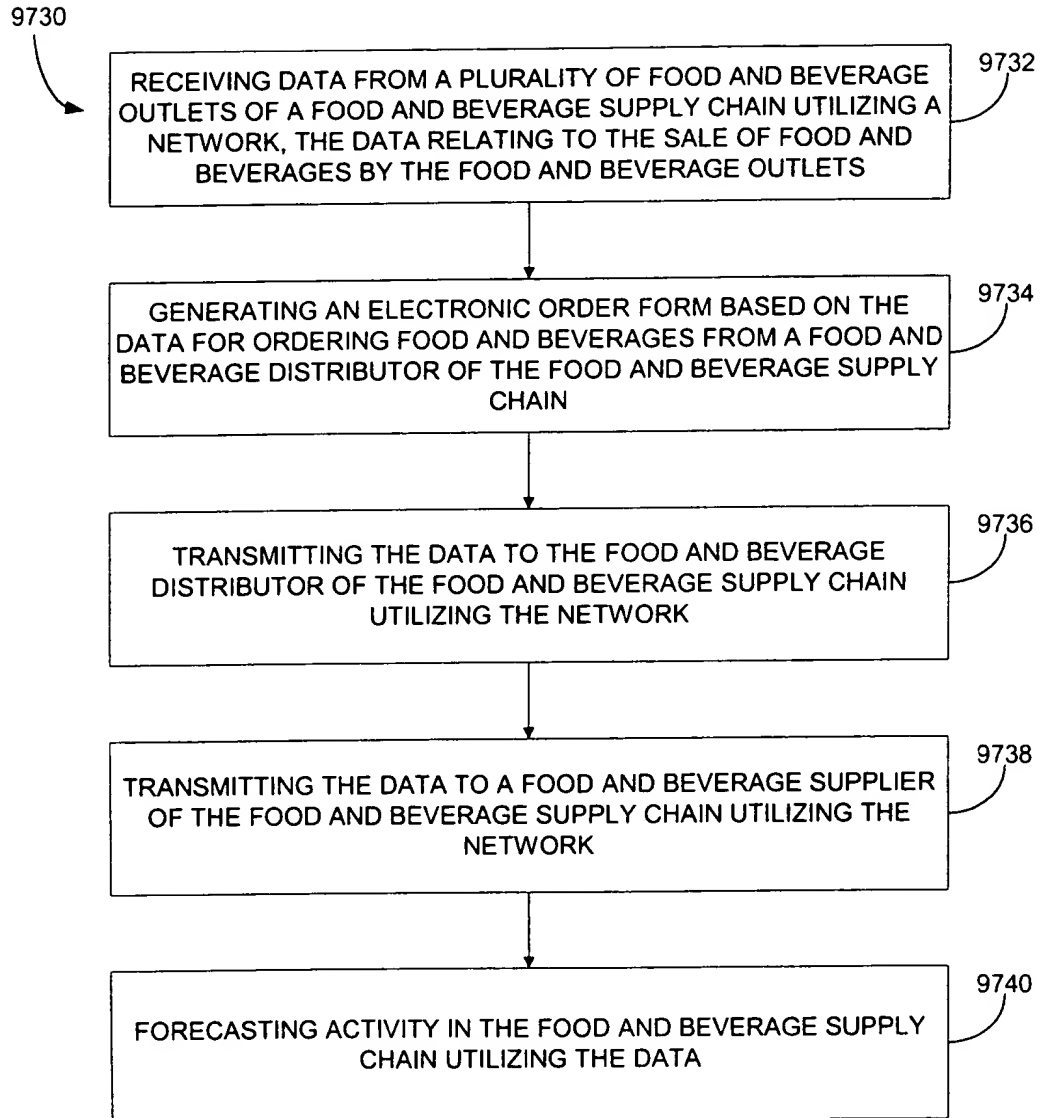 9730
RECEIVING DATA FROM A PLURALITY OF FOOD AND BEVERAGE
OUTLETS OF A FOOD AND BEVERAGE SUPPLY CHAIN UTILIZING A
NETWORK, THE DATA RELATING TO THE SALE OF FOOD AND
BEVERAGES BY THE FOOD AND BEVERAGE OUTLETS
9732
GENERATING AN ELECTRONIC ORDER FORM BASED ON THE
DATA FOR ORDERING FOOD AND BEVERAGES FROM A FOOD AND
BEVERAGE DISTRIBUTOR OF THE FOOD AND BEVERAGE SUPPLY
CHAIN
9734
TRANSMITTING THE DATA TO THE FOOD AND BEVERAGE
DISTRIBUTOR OF THE FOOD AND BEVERAGE SUPPLY CHAIN
UTILIZING THE NETWORK
9736
TRANSMITTING THE DATA TO A FOOD AND BEVERAGE SUPPLIER
OF THE FOOD AND BEVERAGE SUPPLY CHAIN UTILIZING THE
NETWORK
9738
FORECASTING ACTIVITY IN THE FOOD AND BEVERAGE SUPPLY
CHAIN UTILIZING THE DATA
9740